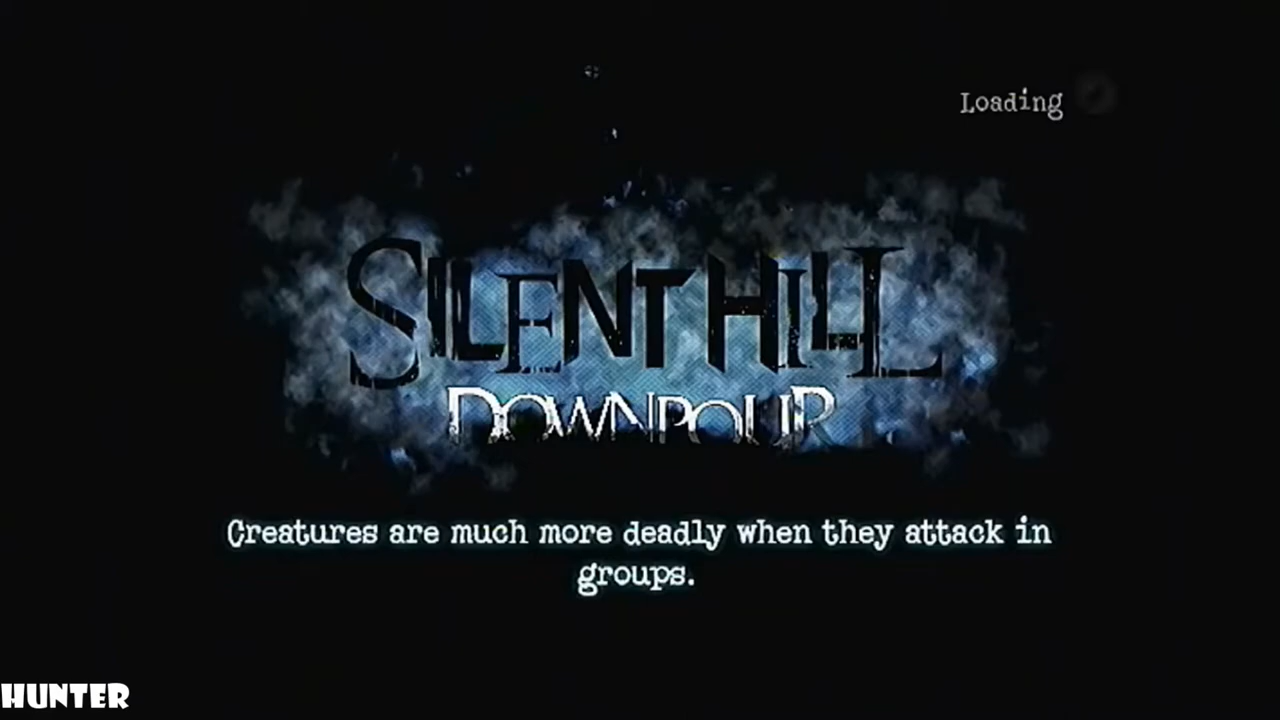 Loading
SILENT HILL
DOWNPOUR
Creatures are much more deadly when they attack in
groups.
HUNTER